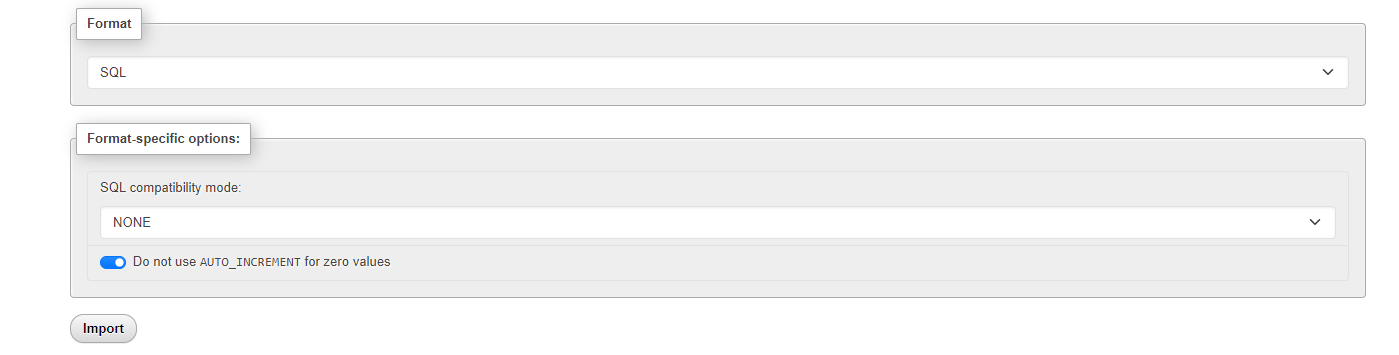 Format
SQL
Format-specific options:
SQL compatibility mode:
NONE
Do not use AUTO_INCREMENT for zero values
Import